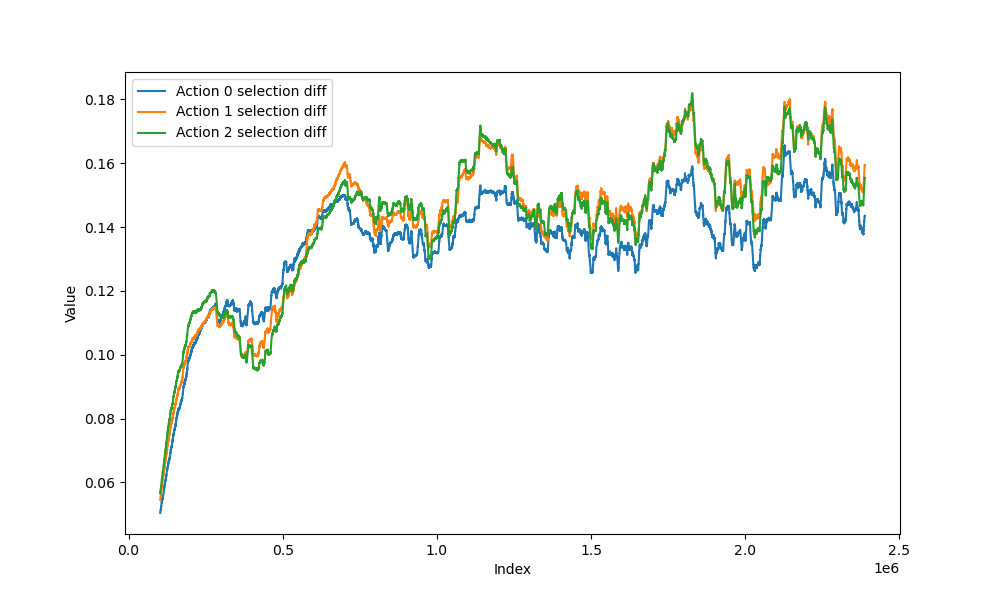 Action 0 selection diff
Action 1 selection diff
Action 2 selection diff
0.18
0.16
0.14
0.12
0.10
0.08
0.06
Value
0.0 0.5 1.0 1.5 2.0 2.5
1e6
Index